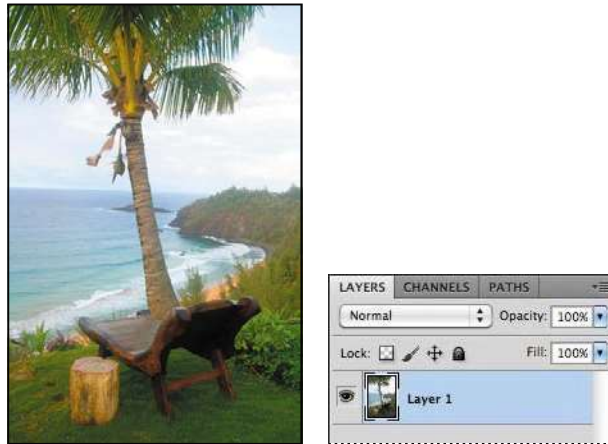 LAYERS CHANNELS PATHS
Normal Opacity: 100%
Lock: Fill: 100%
Layer 1